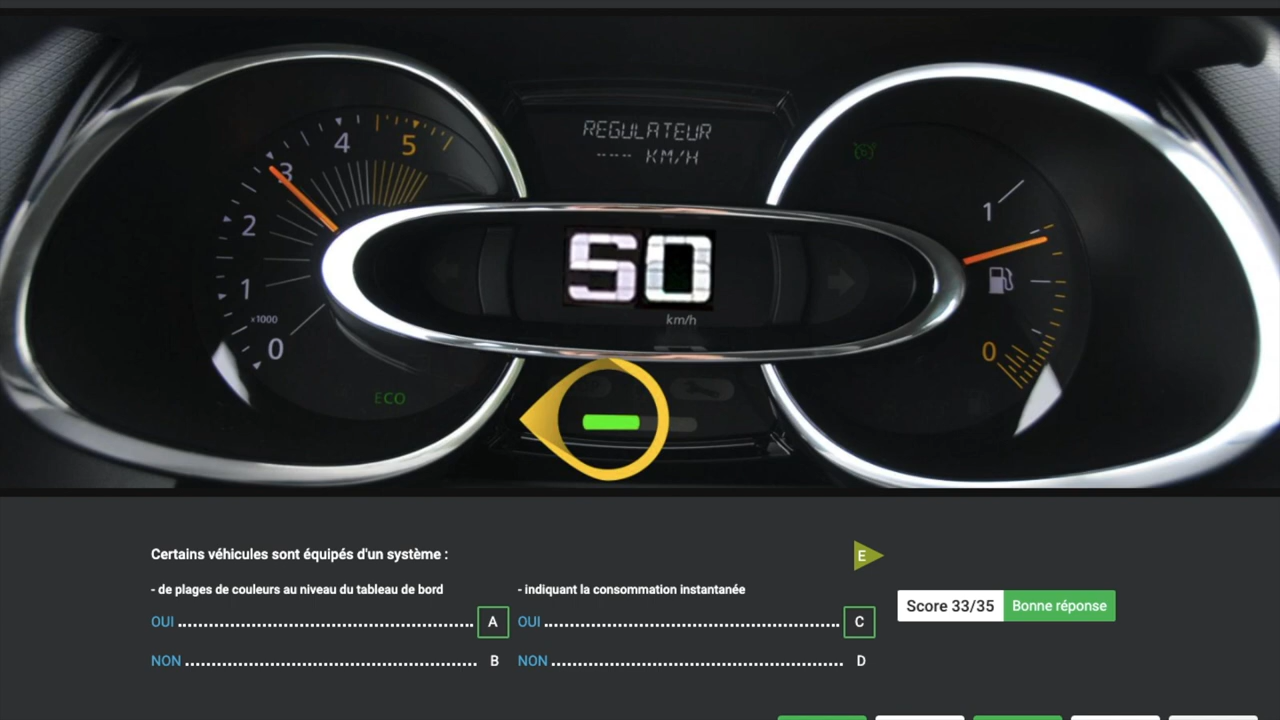 REGULATEUR
---- KM/H
4
5
3
2
1
x1000
0
50
km/h
ECO
1
0
Certains véhicules sont équipés d'un système :
E
- de plages de couleurs au niveau du tableau de bord
- indiquant la consommation instantanée
OUI A
OUI C
Score 33/35 Bonne réponse
NON B
NON D